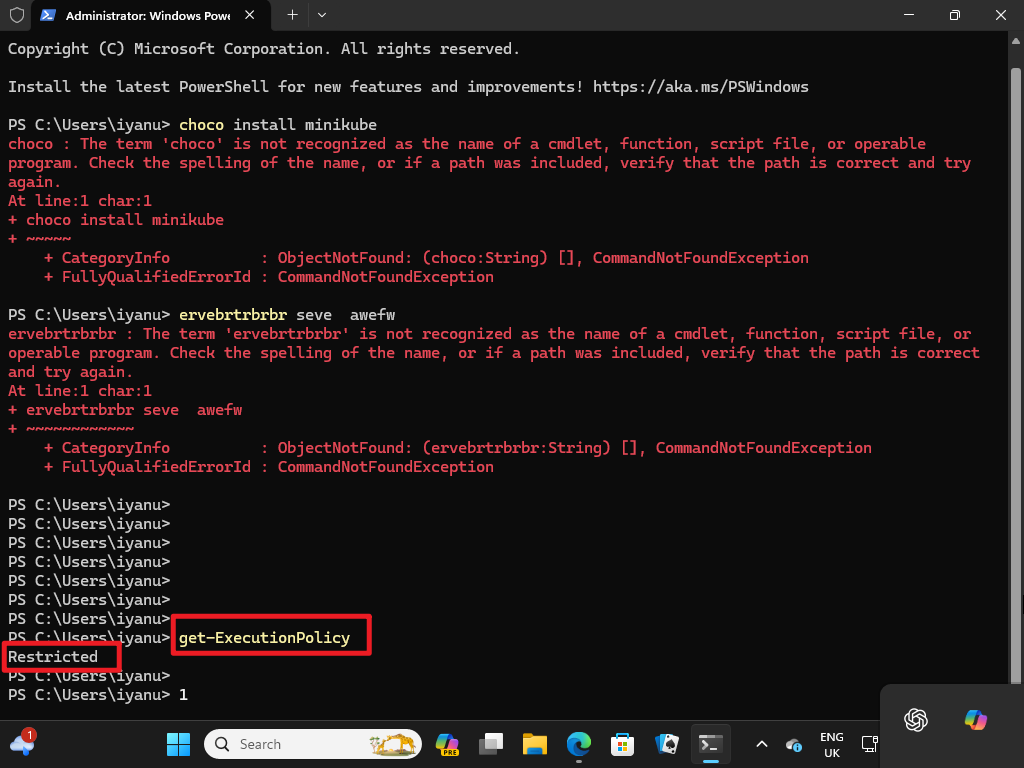 Administrator: Windows Powe
Copyright (C) Microsoft Corporation. All rights reserved.
Install the latest PowerShell for new features and improvements! https://aka.ms/PSWindows
PS C:\Users\iyanu> choco install minikube
choco : The term 'choco' is not recognized as the name of a cmdlet, function, script file, or operable
program. Check the spelling of the name, or if a path was included, verify that the path is correct and try
again.
At line:1 char:1
+ choco install minikube
+ ~~~~~
    + CategoryInfo          : ObjectNotFound: (choco:String) [], CommandNotFoundException
    + FullyQualifiedErrorId : CommandNotFoundException
PS C:\Users\iyanu> ervebrtrbrbr seve  awefw
ervebrtrbrbr : The term 'ervebrtrbrbr' is not recognized as the name of a cmdlet, function, script file, or
operable program. Check the spelling of the name, or if a path was included, verify that the path is correct
and try again.
At line:1 char:1
+ ervebrtrbrbr seve  awefw
+ ~~~~~~~~~~~~
    + CategoryInfo          : ObjectNotFound: (ervebrtrbrbr:String) [], CommandNotFoundException
    + FullyQualifiedErrorId : CommandNotFoundException
PS C:\Users\iyanu>
PS C:\Users\iyanu>
PS C:\Users\iyanu>
PS C:\Users\iyanu>
PS C:\Users\iyanu>
PS C:\Users\iyanu>
PS C:\Users\iyanu>
PS C:\Users\iyanu> get-ExecutionPolicy
Restricted
PS C:\Users\iyanu>
PS C:\Users\iyanu> 1
1
Search
PRE
ENG
UK